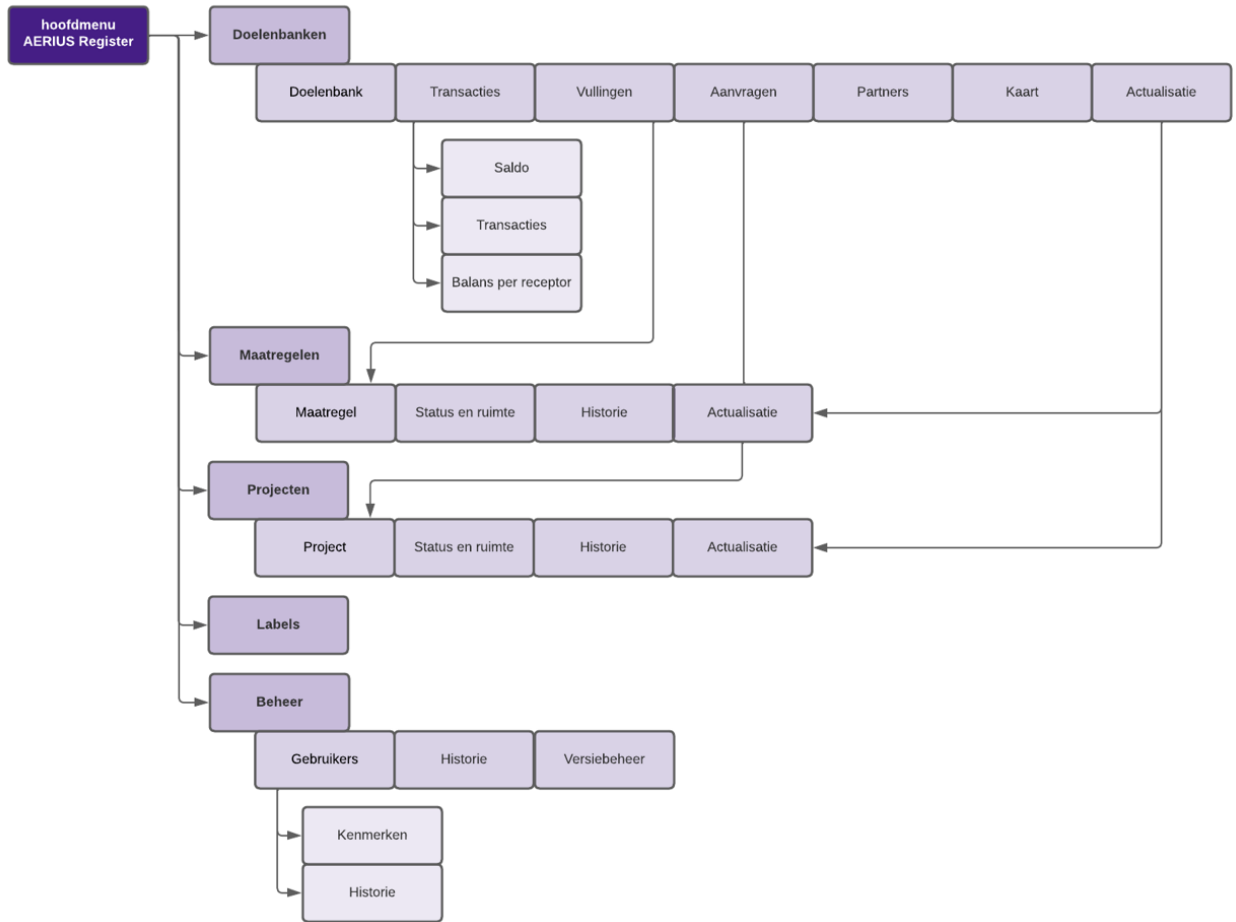 hoofdmenu
AERIUS Register
Doelenbanken
Doelenbank
Transacties
Vullingen
Aanvragen
Partners
Kaart
Actualisatie
Saldo
Transacties
Balans per receptor
Maatregelen
Maatregel
Status en ruimte
Historie
Actualisatie
Projecten
Project
Status en ruimte
Historie
Actualisatie
Labels
Beheer
Gebruikers
Historie
Versiebeheer
Kenmerken
Historie